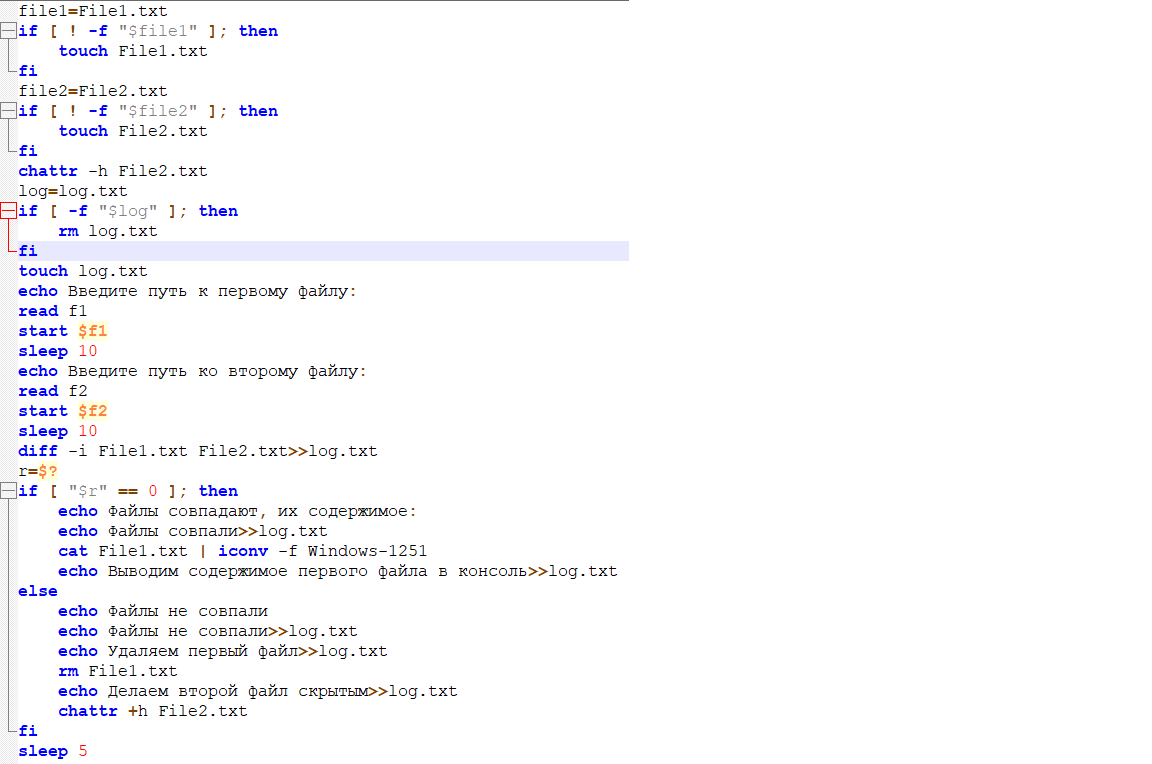 file1=File1.txt
if [ ! -f "$file1" ]; then
    touch File1.txt
fi
file2=File2.txt
if [ ! -f "$file2" ]; then
    touch File2.txt
fi
chattr -h File2.txt
log=log.txt
if [ -f "$log" ]; then
    rm log.txt
fi
touch log.txt
echo Введите путь к первому файлу:
read f1
start $f1
sleep 10
echo Введите путь ко второму файлу:
read f2
start $f2
sleep 10
diff -i File1.txt File2.txt>>log.txt
r=$?
if [ "$r" == 0 ]; then
    echo Файлы совпадают, их содержимое:
    echo Файлы совпали>>log.txt
    cat File1.txt | iconv -f Windows-1251
    echo Выводим содержимое первого файла в консоль>>log.txt
else
    echo Файлы не совпали
    echo Файлы не совпали>>log.txt
    echo Удаляем первый файл>>log.txt
    rm File1.txt
    echo Делаем второй файл скрытым>>log.txt
    chattr +h File2.txt
fi
sleep 5